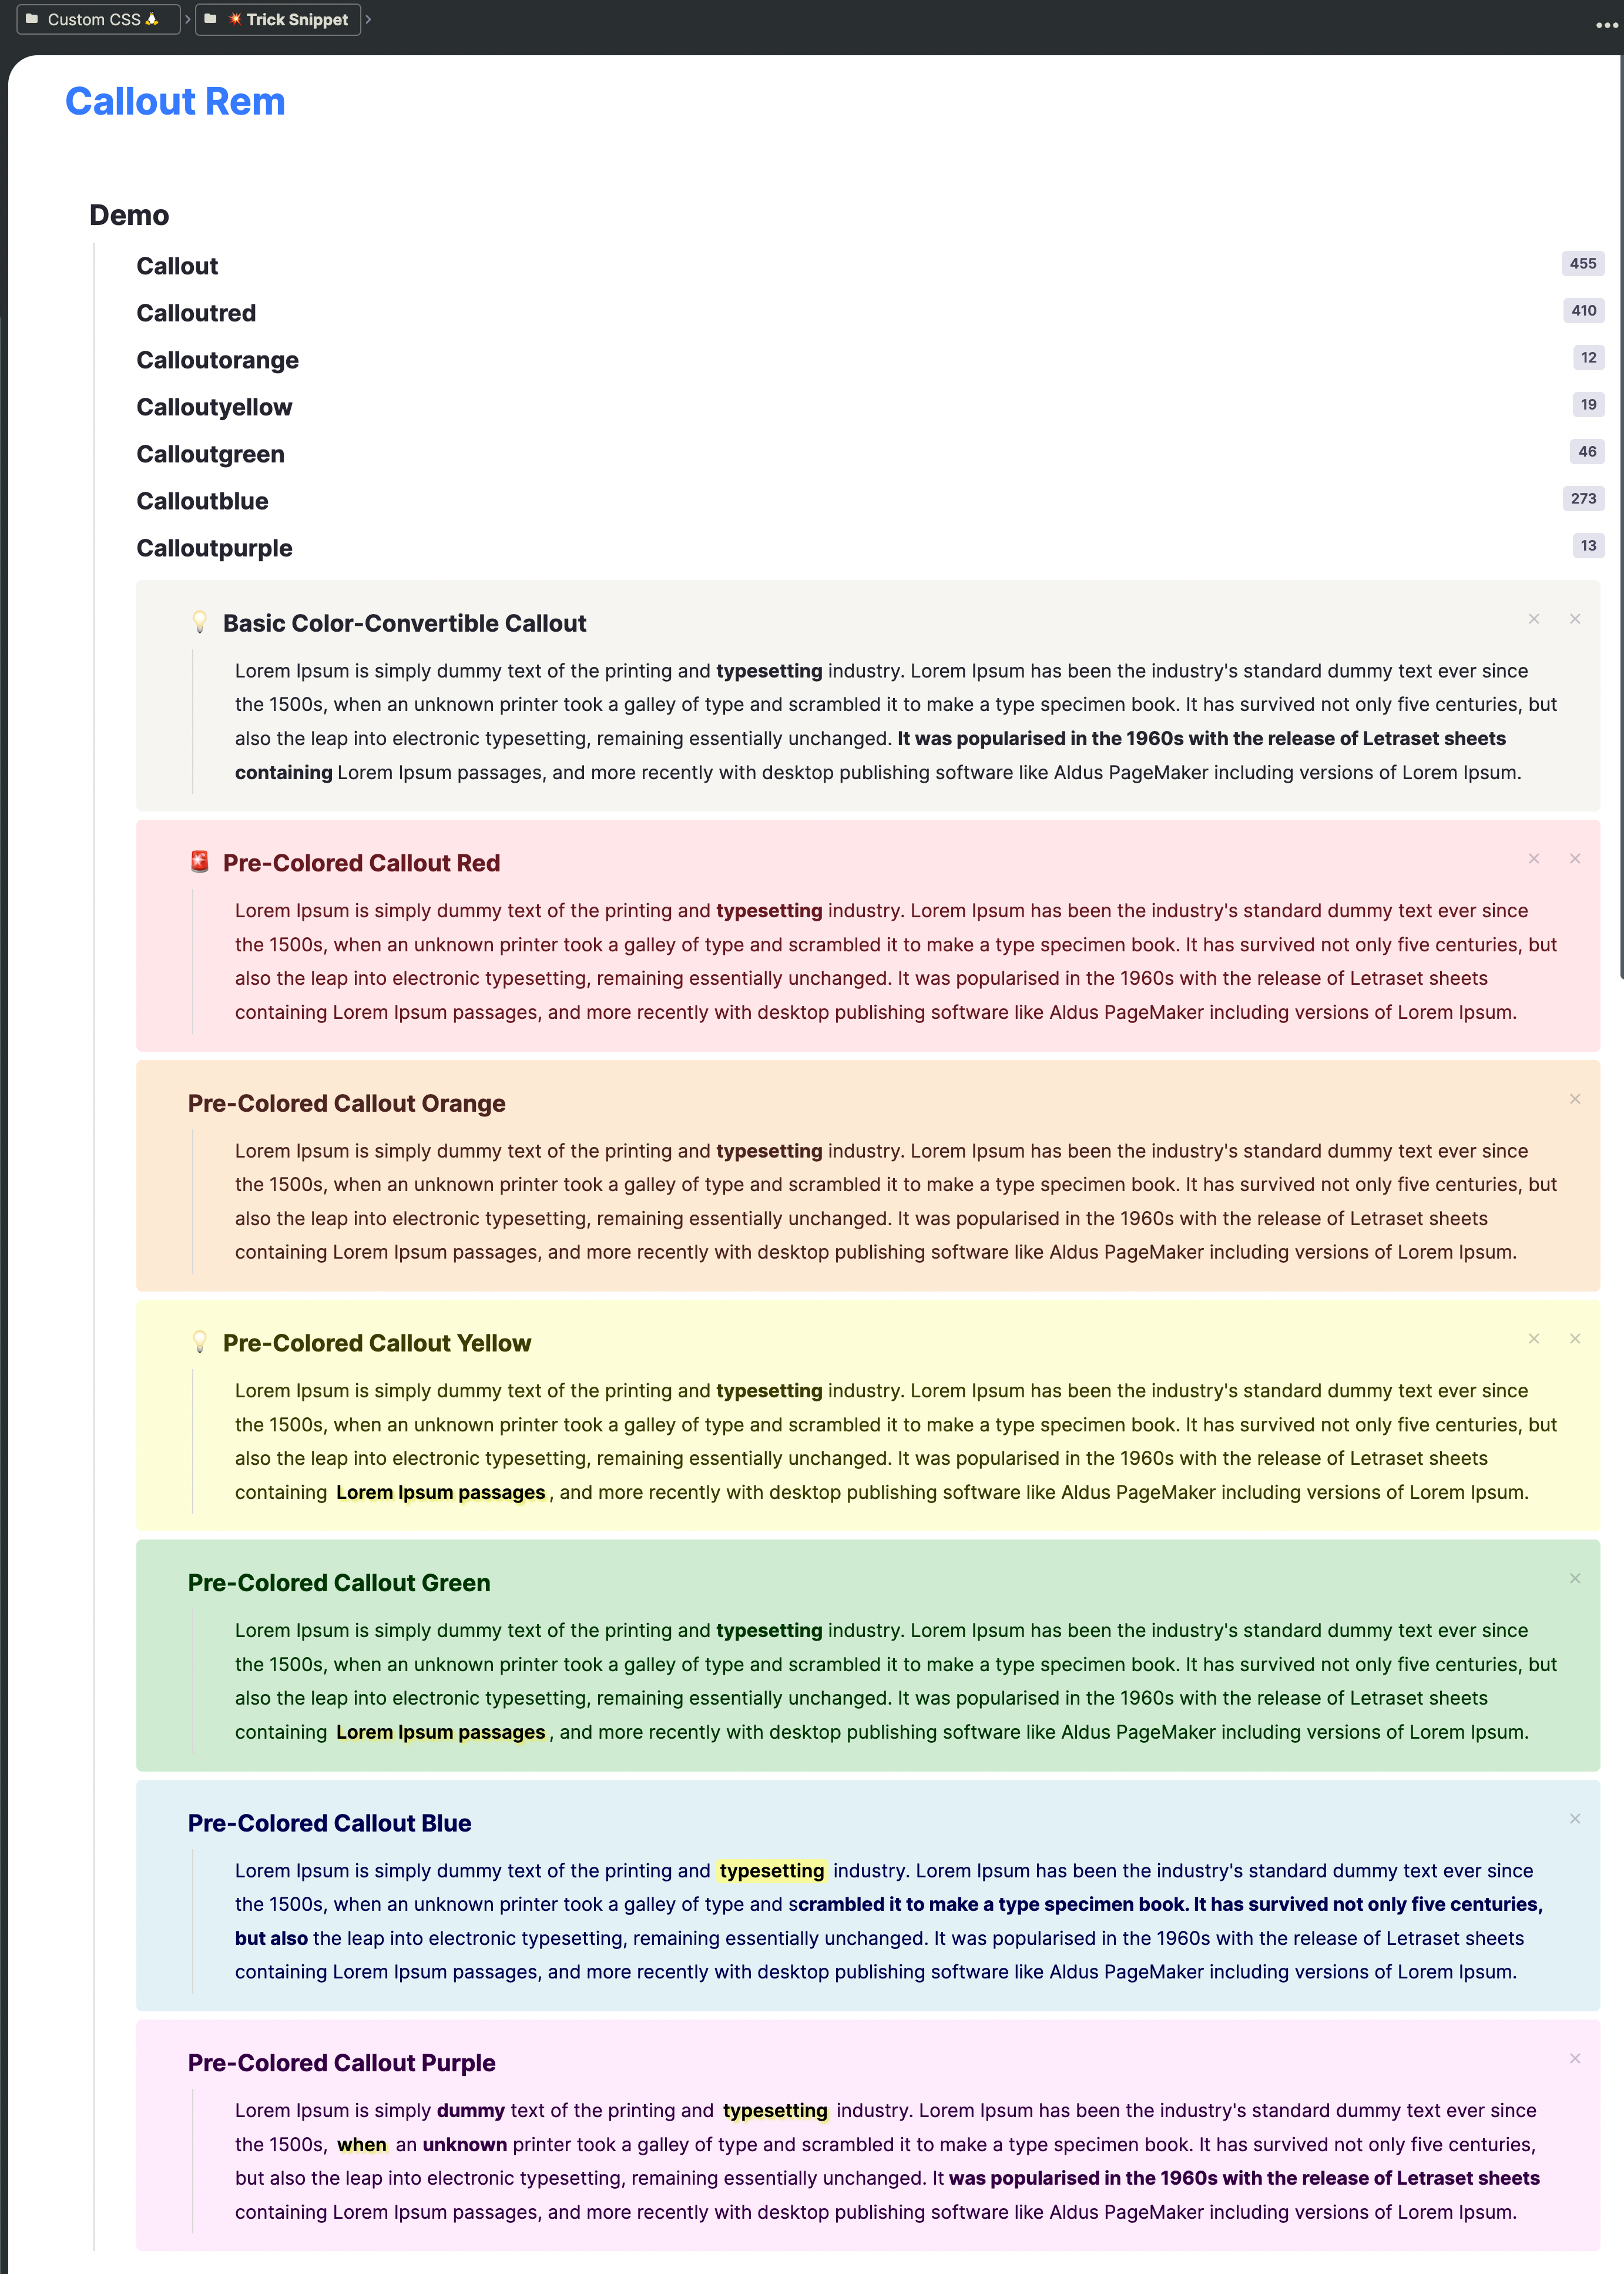 Custom CSS🐧 › 💥 Trick Snippet ›
Callout Rem
Demo
Callout 455
Calloutred 410
Calloutorange 12
Calloutyellow 19
Calloutgreen 46
Calloutblue 273
Calloutpurple 13
💡 Basic Color-Convertible Callout
Lorem Ipsum is simply dummy text of the printing and typesetting industry. Lorem Ipsum has been the industry's standard dummy text ever since
the 1500s, when an unknown printer took a galley of type and scrambled it to make a type specimen book. It has survived not only five centuries, but
also the leap into electronic typesetting, remaining essentially unchanged. It was popularised in the 1960s with the release of Letraset sheets
containing Lorem Ipsum passages, and more recently with desktop publishing software like Aldus PageMaker including versions of Lorem Ipsum.
🚨 Pre-Colored Callout Red
Lorem Ipsum is simply dummy text of the printing and typesetting industry. Lorem Ipsum has been the industry's standard dummy text ever since
the 1500s, when an unknown printer took a galley of type and scrambled it to make a type specimen book. It has survived not only five centuries, but
also the leap into electronic typesetting, remaining essentially unchanged. It was popularised in the 1960s with the release of Letraset sheets
containing Lorem Ipsum passages, and more recently with desktop publishing software like Aldus PageMaker including versions of Lorem Ipsum.
Pre-Colored Callout Orange
Lorem Ipsum is simply dummy text of the printing and typesetting industry. Lorem Ipsum has been the industry's standard dummy text ever since
the 1500s, when an unknown printer took a galley of type and scrambled it to make a type specimen book. It has survived not only five centuries, but
also the leap into electronic typesetting, remaining essentially unchanged. It was popularised in the 1960s with the release of Letraset sheets
containing Lorem Ipsum passages, and more recently with desktop publishing software like Aldus PageMaker including versions of Lorem Ipsum.
💡 Pre-Colored Callout Yellow
Lorem Ipsum is simply dummy text of the printing and typesetting industry. Lorem Ipsum has been the industry's standard dummy text ever since
the 1500s, when an unknown printer took a galley of type and scrambled it to make a type specimen book. It has survived not only five centuries, but
also the leap into electronic typesetting, remaining essentially unchanged. It was popularised in the 1960s with the release of Letraset sheets
containing Lorem Ipsum passages, and more recently with desktop publishing software like Aldus PageMaker including versions of Lorem Ipsum.
Pre-Colored Callout Green
Lorem Ipsum is simply dummy text of the printing and typesetting industry. Lorem Ipsum has been the industry's standard dummy text ever since
the 1500s, when an unknown printer took a galley of type and scrambled it to make a type specimen book. It has survived not only five centuries, but
also the leap into electronic typesetting, remaining essentially unchanged. It was popularised in the 1960s with the release of Letraset sheets
containing Lorem Ipsum passages, and more recently with desktop publishing software like Aldus PageMaker including versions of Lorem Ipsum.
Pre-Colored Callout Blue
Lorem Ipsum is simply dummy text of the printing and typesetting industry. Lorem Ipsum has been the industry's standard dummy text ever since
the 1500s, when an unknown printer took a galley of type and scrambled it to make a type specimen book. It has survived not only five centuries,
but also the leap into electronic typesetting, remaining essentially unchanged. It was popularised in the 1960s with the release of Letraset sheets
containing Lorem Ipsum passages, and more recently with desktop publishing software like Aldus PageMaker including versions of Lorem Ipsum.
Pre-Colored Callout Purple
Lorem Ipsum is simply dummy text of the printing and typesetting industry. Lorem Ipsum has been the industry's standard dummy text ever since
the 1500s, when an unknown printer took a galley of type and scrambled it to make a type specimen book. It has survived not only five centuries,
but also the leap into electronic typesetting, remaining essentially unchanged. It was popularised in the 1960s with the release of Letraset sheets
containing Lorem Ipsum passages, and more recently with desktop publishing software like Aldus PageMaker including versions of Lorem Ipsum.